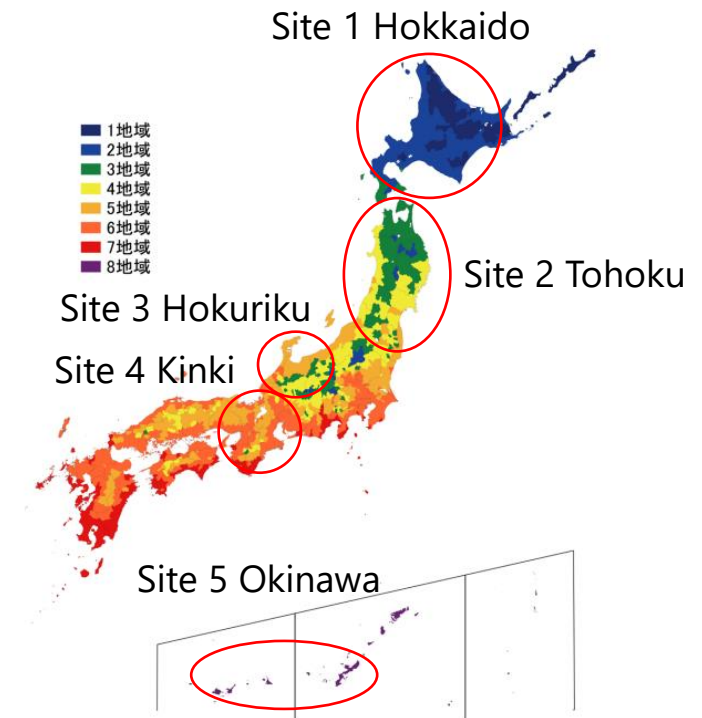 Site 1 Hokkaido
1地域
2地域
3地域
4地域
5地域
6地域
7地域
8地域
Site 2 Tohoku
Site 3 Hokuriku
Site 4 Kinki
Site 5 Okinawa